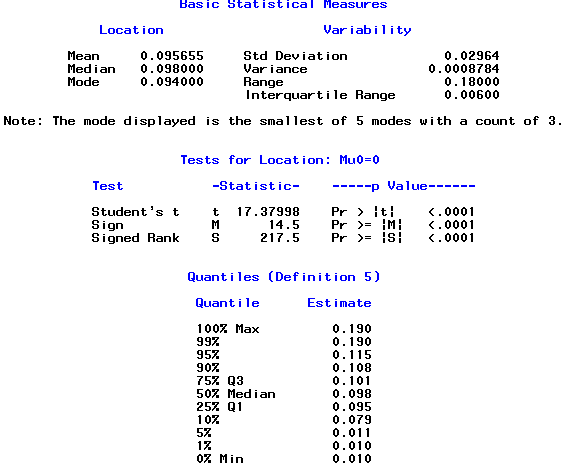 Basic Statistical Measures
Location Variability
Mean 0.095655 Std Deviation 0.02964
Median 0.098000 Variance 0.0008784
Mode 0.094000 Range 0.18000
Interquartile Range 0.00600
Note: The mode displayed is the smallest of 5 modes with a count of 3.
Tests for Location: Mu0=0
Test -Statistic- -----p Value------
Student's t t 17.37998 Pr > |t| <.0001
Sign M 14.5 Pr >= |M| <.0001
Signed Rank S 217.5 Pr >= |S| <.0001
Quantiles (Definition 5)
Quantile Estimate
100% Max 0.190
99% 0.190
95% 0.115
90% 0.108
75% Q3 0.101
50% Median 0.098
25% Q1 0.095
10% 0.079
5% 0.011
1% 0.010
0% Min 0.010